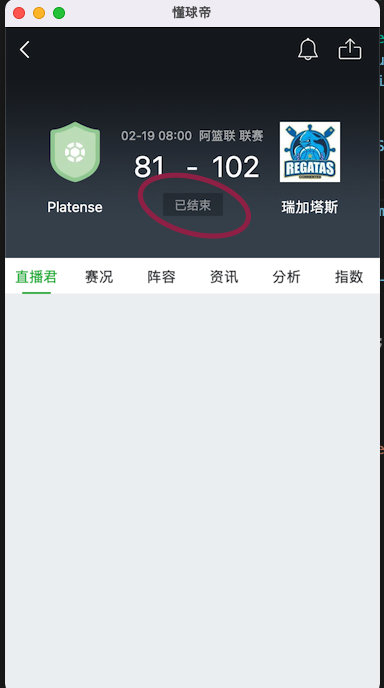 懂球帝
02-19 08:00 阿篮联 联赛
81 - 102
REGATAS
已结束
Platense
瑞加塔斯
直播君 赛况 阵容 资讯 分析 指数